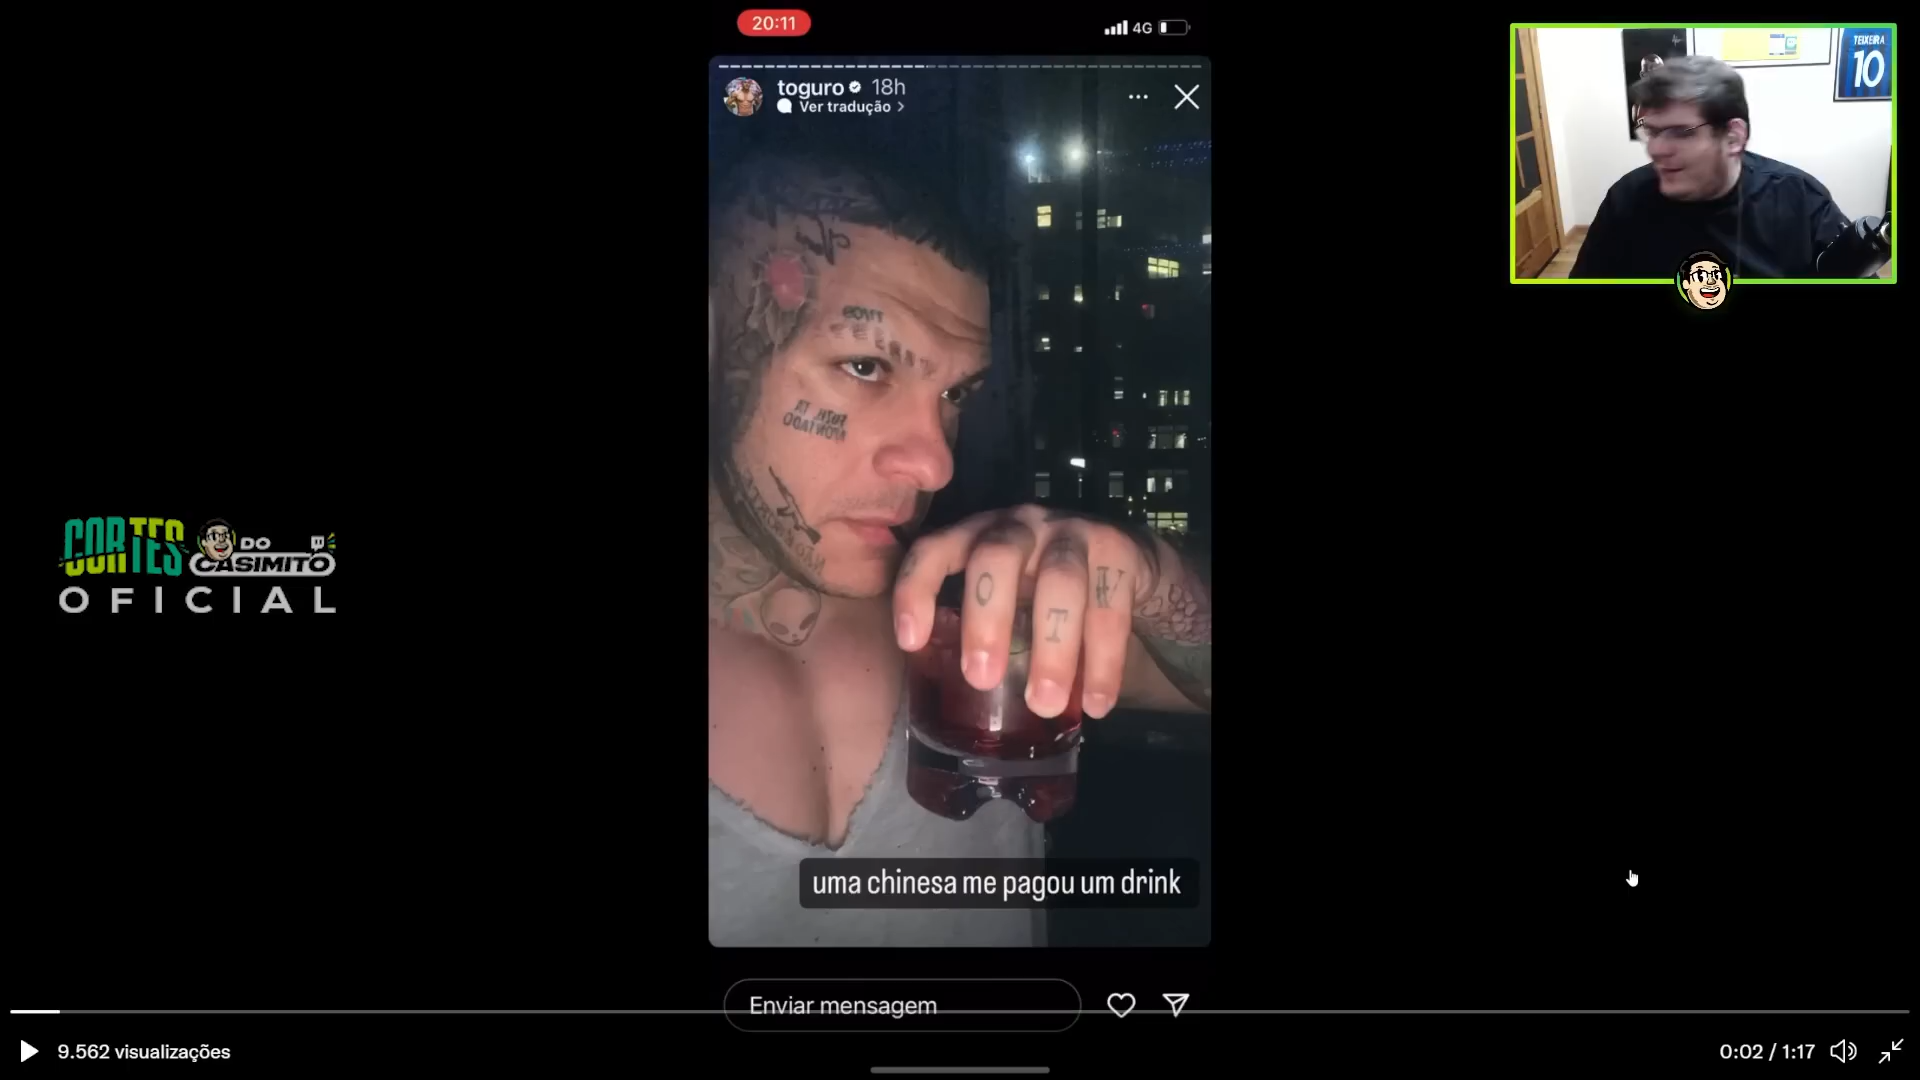 20:11
4G
toguro 18h
Ver tradução
TEIXEIRA
10
O T W
CORTES DO CASIMITO
OFICIAL
uma chinesa me pagou um drink
Enviar mensagem
9.562 visualizações
0:02 / 1:17